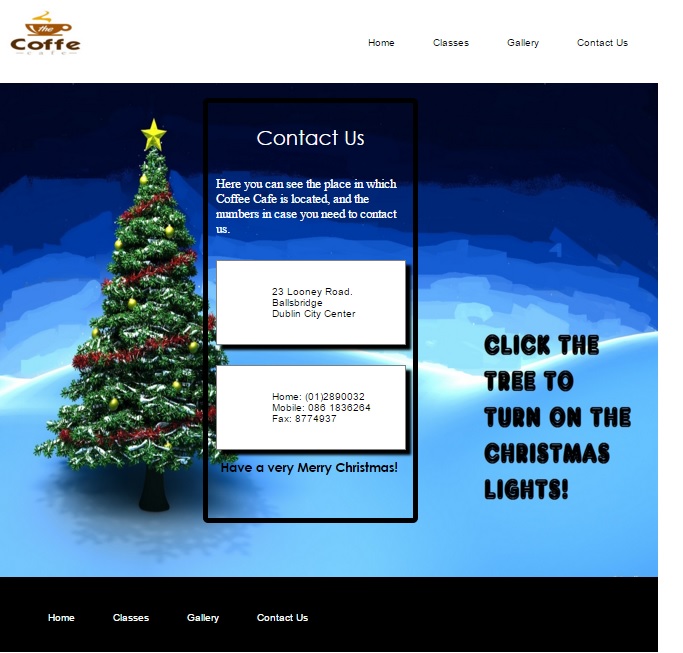 the
Coffe
cafe
Home Classes Gallery Contact Us
Contact Us
Here you can see the place in which
Coffee Cafe is located, and the
numbers in case you need to contact
us.
23 Looney Road.
Ballsbridge
Dublin City Center
Home: (01)2890032
Mobile: 086 1836264
Fax: 8774937
Have a very Merry Christmas!
CLICK THE
TREE TO
TURN ON THE
CHRISTMAS
LIGHTS!
Home Classes Gallery Contact Us